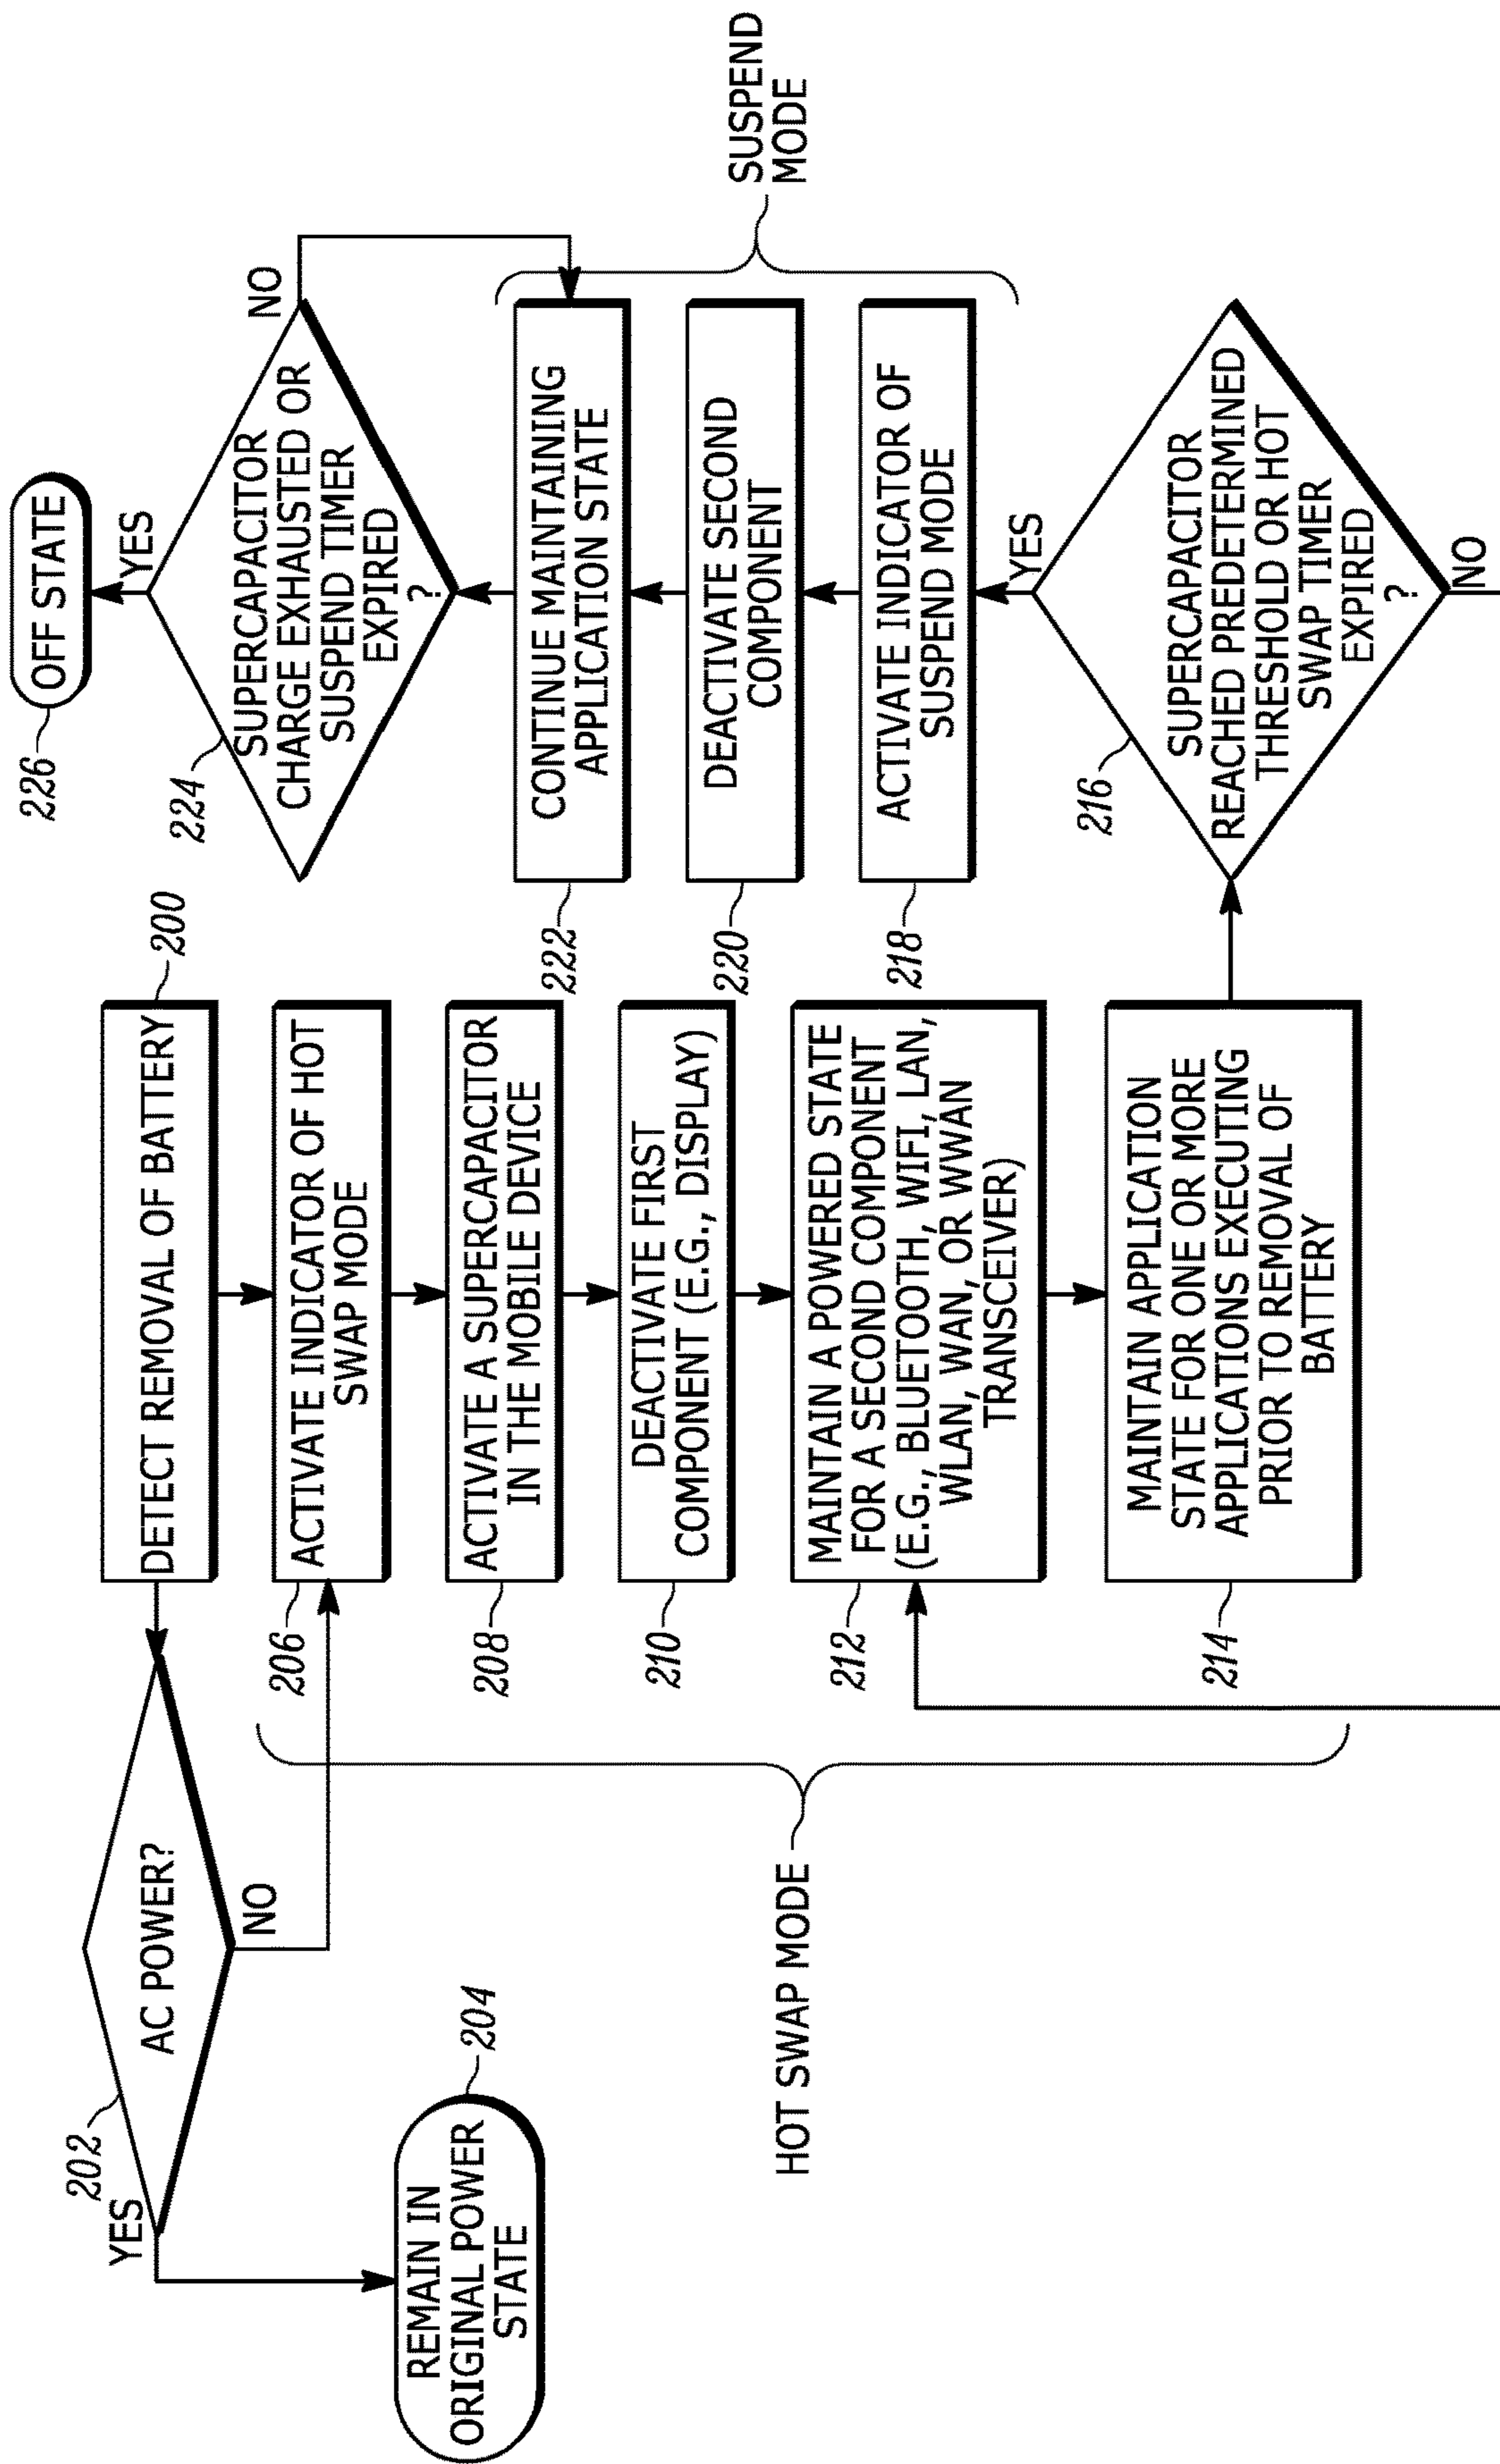 200
DETECT REMOVAL OF BATTERY
202
AC POWER?
YES
NO
204
REMAIN IN
ORIGINAL POWER
STATE
206
ACTIVATE INDICATOR OF HOT
SWAP MODE
208
ACTIVATE A SUPERCAPACITOR
IN THE MOBILE DEVICE
210
DEACTIVATE FIRST
COMPONENT (E.G., DISPLAY)
212
MAINTAIN A POWERED STATE
FOR A SECOND COMPONENT
(E.G., BLUETOOTH, WIFI, LAN,
WLAN, WAN, OR WWAN
TRANSCEIVER)
214
MAINTAIN APPLICATION
STATE FOR ONE OR MORE
APPLICATIONS EXECUTING
PRIOR TO REMOVAL OF
BATTERY
HOT SWAP MODE
216
SUPERCAPACITOR
REACHED PREDETERMINED
THRESHOLD OR HOT
SWAP TIMER
EXPIRED
?
YES
NO
218
ACTIVATE INDICATOR OF
SUSPEND MODE
220
DEACTIVATE SECOND
COMPONENT
222
CONTINUE MAINTAINING
APPLICATION STATE
SUSPEND
MODE
224
SUPERCAPACITOR
CHARGE EXHAUSTED OR
SUSPEND TIMER
EXPIRED
?
NO
YES
226
OFF STATE